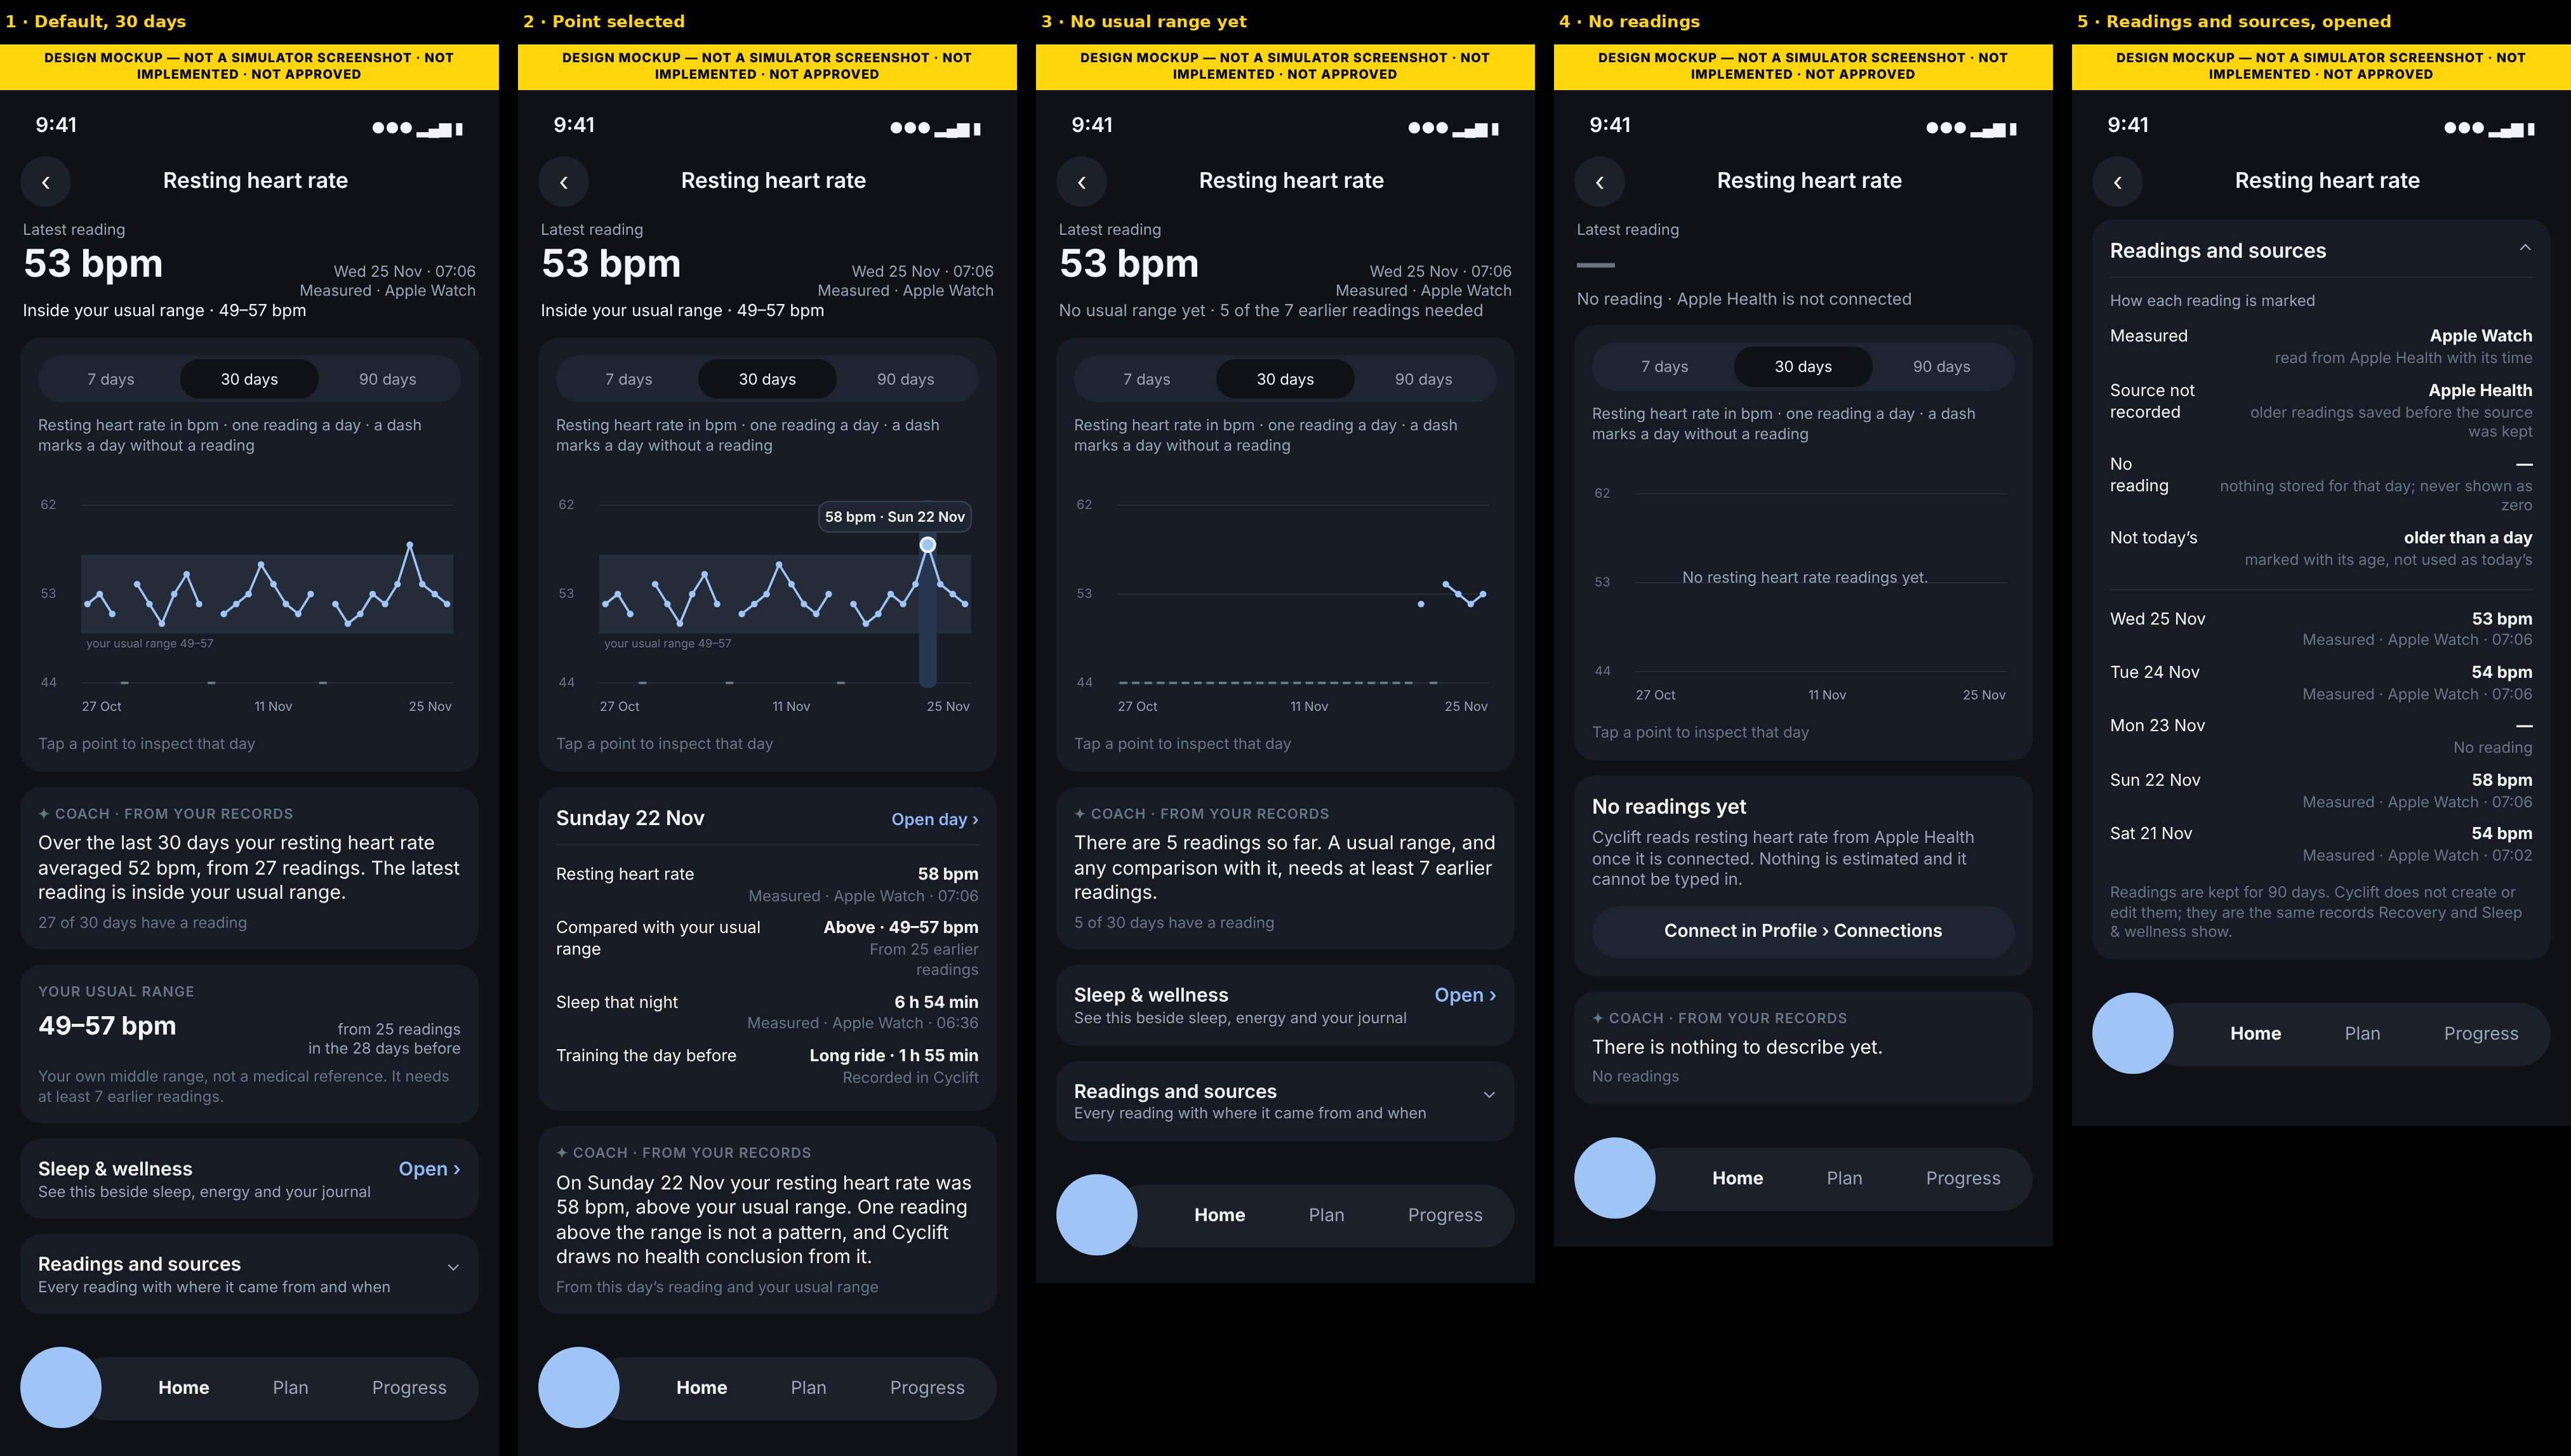 1 · Default, 30 days
DESIGN MOCKUP — NOT A SIMULATOR SCREENSHOT · NOT
IMPLEMENTED · NOT APPROVED
9:41
Resting heart rate
Latest reading
53 bpm
Wed 25 Nov · 07:06
Measured · Apple Watch
Inside your usual range · 49–57 bpm
7 days
30 days
90 days
Resting heart rate in bpm · one reading a day · a dash
marks a day without a reading
62
53
your usual range 49–57
44
27 Oct
11 Nov
25 Nov
Tap a point to inspect that day
✦ COACH · FROM YOUR RECORDS
Over the last 30 days your resting heart rate
averaged 52 bpm, from 27 readings. The latest
reading is inside your usual range.
27 of 30 days have a reading
YOUR USUAL RANGE
49–57 bpm
from 25 readings
in the 28 days before
Your own middle range, not a medical reference. It needs
at least 7 earlier readings.
Sleep & wellness
Open ›
See this beside sleep, energy and your journal
Readings and sources
Every reading with where it came from and when
Home
Plan
Progress
2 · Point selected
DESIGN MOCKUP — NOT A SIMULATOR SCREENSHOT · NOT
IMPLEMENTED · NOT APPROVED
9:41
Resting heart rate
Latest reading
53 bpm
Wed 25 Nov · 07:06
Measured · Apple Watch
Inside your usual range · 49–57 bpm
7 days
30 days
90 days
Resting heart rate in bpm · one reading a day · a dash
marks a day without a reading
62
58 bpm · Sun 22 Nov
53
your usual range 49–57
44
27 Oct
11 Nov
25 Nov
Tap a point to inspect that day
Sunday 22 Nov
Open day ›
Resting heart rate
58 bpm
Measured · Apple Watch · 07:06
Compared with your usual
range
Above · 49–57 bpm
From 25 earlier
readings
Sleep that night
6 h 54 min
Measured · Apple Watch · 06:36
Training the day before
Long ride · 1 h 55 min
Recorded in Cyclift
✦ COACH · FROM YOUR RECORDS
On Sunday 22 Nov your resting heart rate was
58 bpm, above your usual range. One reading
above the range is not a pattern, and Cyclift
draws no health conclusion from it.
From this day’s reading and your usual range
Home
Plan
Progress
3 · No usual range yet
DESIGN MOCKUP — NOT A SIMULATOR SCREENSHOT · NOT
IMPLEMENTED · NOT APPROVED
9:41
Resting heart rate
Latest reading
53 bpm
Wed 25 Nov · 07:06
Measured · Apple Watch
No usual range yet · 5 of the 7 earlier readings needed
7 days
30 days
90 days
Resting heart rate in bpm · one reading a day · a dash
marks a day without a reading
62
53
44
27 Oct
11 Nov
25 Nov
Tap a point to inspect that day
✦ COACH · FROM YOUR RECORDS
There are 5 readings so far. A usual range, and
any comparison with it, needs at least 7 earlier
readings.
5 of 30 days have a reading
Sleep & wellness
Open ›
See this beside sleep, energy and your journal
Readings and sources
Every reading with where it came from and when
Home
Plan
Progress
4 · No readings
DESIGN MOCKUP — NOT A SIMULATOR SCREENSHOT · NOT
IMPLEMENTED · NOT APPROVED
9:41
Resting heart rate
Latest reading
—
No reading · Apple Health is not connected
7 days
30 days
90 days
Resting heart rate in bpm · one reading a day · a dash
marks a day without a reading
62
53
No resting heart rate readings yet.
44
27 Oct
11 Nov
25 Nov
Tap a point to inspect that day
No readings yet
Cyclift reads resting heart rate from Apple Health
once it is connected. Nothing is estimated and it
cannot be typed in.
Connect in Profile › Connections
✦ COACH · FROM YOUR RECORDS
There is nothing to describe yet.
No readings
Home
Plan
Progress
5 · Readings and sources, opened
DESIGN MOCKUP — NOT A SIMULATOR SCREENSHOT · NOT
IMPLEMENTED · NOT APPROVED
9:41
Resting heart rate
Readings and sources
How each reading is marked
Measured
Apple Watch
read from Apple Health with its time
Source not
recorded
Apple Health
older readings saved before the source
was kept
No
reading
—
nothing stored for that day; never shown as
zero
Not today’s
older than a day
marked with its age, not used as today’s
Wed 25 Nov
53 bpm
Measured · Apple Watch · 07:06
Tue 24 Nov
54 bpm
Measured · Apple Watch · 07:06
Mon 23 Nov
—
No reading
Sun 22 Nov
58 bpm
Measured · Apple Watch · 07:06
Sat 21 Nov
54 bpm
Measured · Apple Watch · 07:02
Readings are kept for 90 days. Cyclift does not create or
edit them; they are the same records Recovery and Sleep
& wellness show.
Home
Plan
Progress